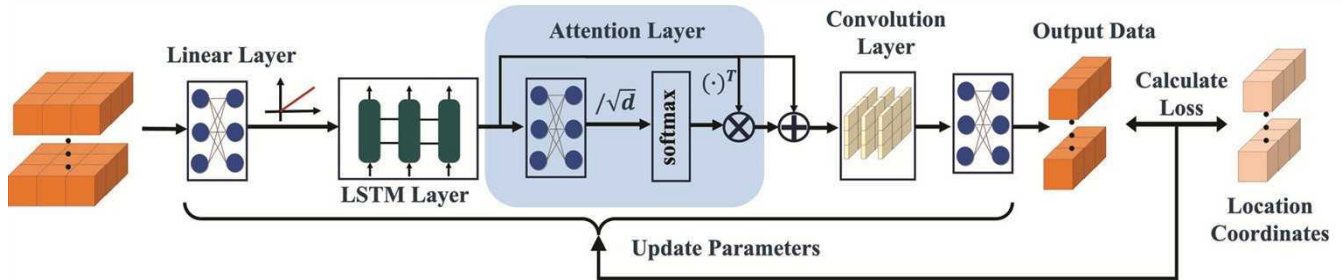 Linear Layer
LSTM Layer
Attention Layer
/√d
softmax
(·)ᵀ
Convolution
Layer
Output Data
Calculate
Loss
Location
Coordinates
Update Parameters